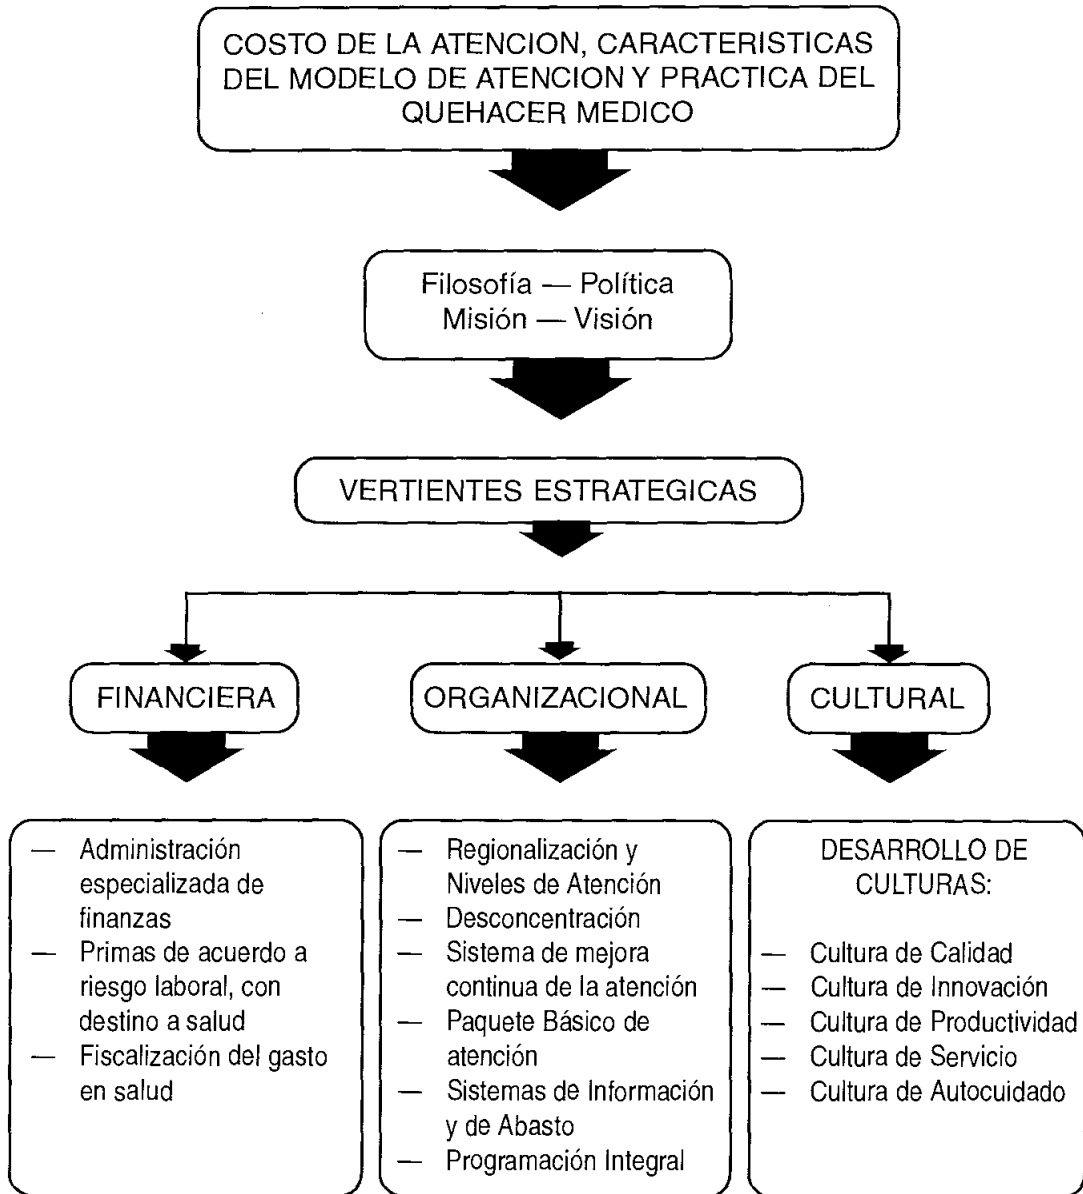 COSTO DE LA ATENCION, CARACTERISTICAS
DEL MODELO DE ATENCION Y PRACTICA DEL
QUEHACER MEDICO
Filosofía — Política
Misión — Visión
VERTIENTES ESTRATEGICAS
FINANCIERA
ORGANIZACIONAL
CULTURAL
— Administración
especializada de
finanzas
— Primas de acuerdo a
riesgo laboral, con
destino a salud
— Fiscalización del gasto
en salud
— Regionalización y
Niveles de Atención
— Desconcentración
— Sistema de mejora
continua de la atención
— Paquete Básico de
atención
— Sistemas de Información
y de Abasto
— Programación Integral
DESARROLLO DE
CULTURAS:
— Cultura de Calidad
— Cultura de Innovación
— Cultura de Productividad
— Cultura de Servicio
— Cultura de Autocuidado